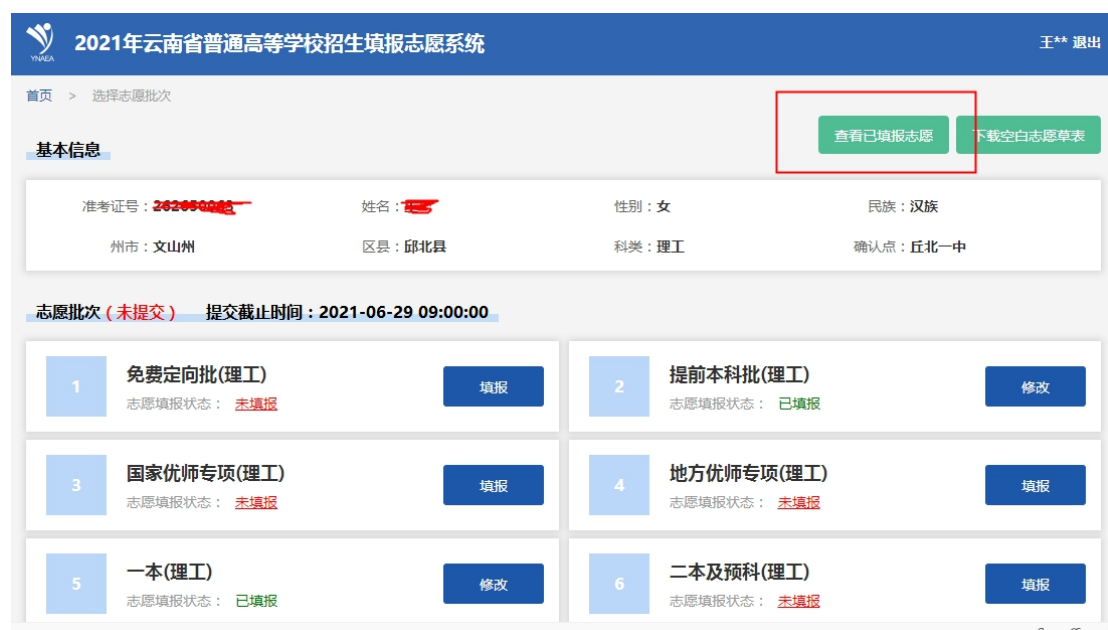 2021年云南省普通高等学校招生填报志愿系统 王** 退出
YNAEA
首页 > 选择志愿批次
查看已填报志愿 下载空白志愿草表
基本信息
准考证号： 姓名： 性别：女 民族：汉族
州市：文山州 区县：邱北县 科类：理工 确认点：丘北一中
志愿批次（未提交） 提交截止时间：2021-06-29 09:00:00
1 免费定向批(理工) 填报
志愿填报状态： 未填报
2 提前本科批(理工) 修改
志愿填报状态： 已填报
3 国家优师专项(理工) 填报
志愿填报状态： 未填报
4 地方优师专项(理工) 填报
志愿填报状态： 未填报
5 一本(理工) 修改
志愿填报状态： 已填报
6 二本及预科(理工) 填报
志愿填报状态： 未填报